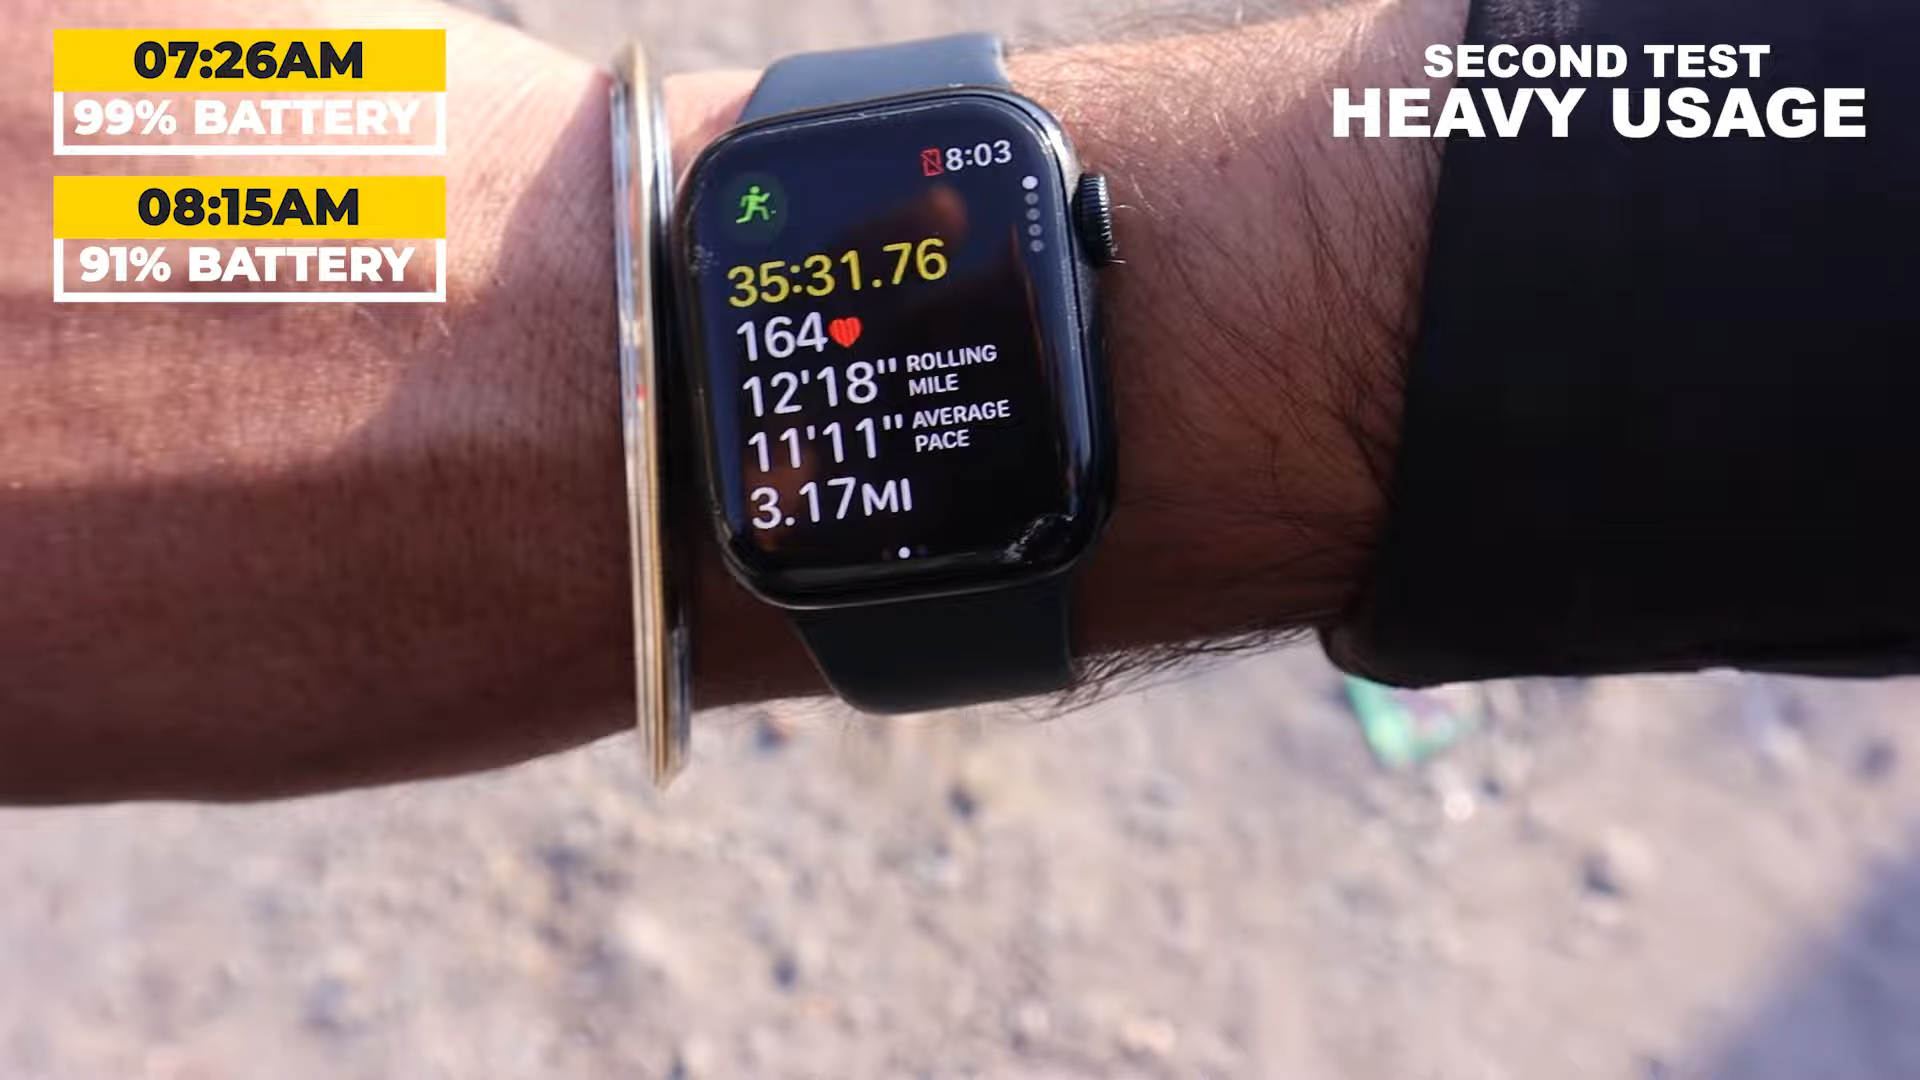 07:26AM
99% BATTERY
08:15AM
91% BATTERY
SECOND TEST
HEAVY USAGE
8:03
35:31.76
164
12'18" ROLLING
MILE
11'11" AVERAGE
PACE
3.17MI